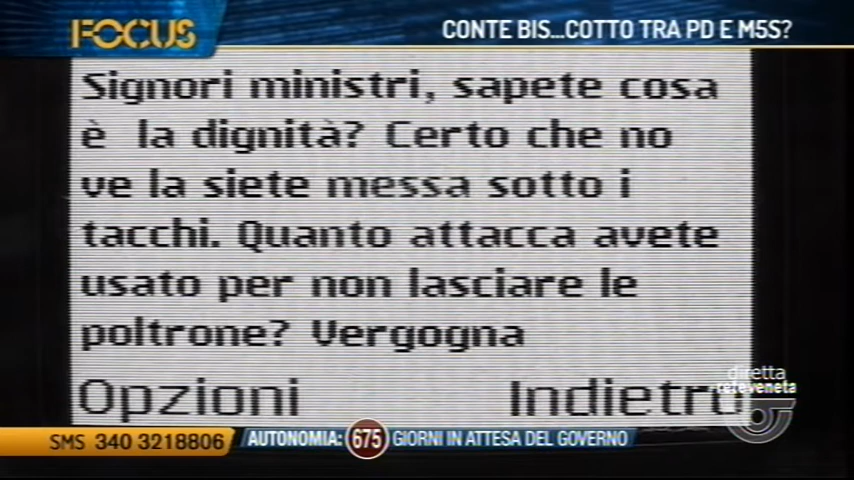 FOCUS
CONTE BIS...COTTO TRA PD E M5S?
Signori ministri, sapete cosa
è la dignità? Certo che no
ve la siete messa sotto i
tacchi. Quanto attacca avete
usato per non lasciare le
poltrone? Vergogna
Opzioni Indietro
diretta
reteveneta
SMS 340 3218806
AUTONOMIA: 675 GIORNI IN ATTESA DEL GOVERNO